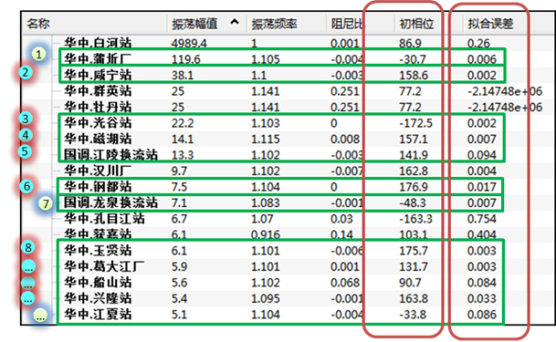 名称 振荡幅值 振荡频率 阻尼比 初相位 拟合误差
华中.白河站 4989.4 1 0.001 86.9 0.26
1 华中.蒲圻厂 119.6 1.105 -0.004 -30.7 0.006
2 华中.咸宁站 38.1 1.1 -0.003 158.6 0.002
华中.群英站 25 1.141 0.251 77.2 -2.14748e+06
华中.牡丹站 25 1.141 0.251 77.2 -2.14748e+06
3 华中.光谷站 22.2 1.103 0 -172.5 0.002
4 华中.磁湖站 14.1 1.115 0.008 157.1 0.007
5 国调.江陵换流站 13.3 1.102 -0.003 141.9 0.094
华中.汉川厂 9.7 1.102 -0.007 162.8 0.004
6 华中.钢都站 7.5 1.104 0 176.9 0.017
7 国调.龙泉换流站 7.1 1.083 -0.001 -48.3 0.007
华中.孔目江站 6.7 1.07 0.03 -163.3 0.754
华中.疑嘉站 6.1 0.916 0.14 103.1 0.404
8 华中.玉贤站 6.1 1.101 -0.006 175.7 0.003
... 华中.葛大江厂 5.9 1.101 0.001 131.7 0.003
... 华中.船山站 5.6 1.102 0.068 90.7 0.084
... 华中.兴隆站 5.4 1.095 -0.001 163.8 0.033
... 华中.江夏站 5.1 1.104 -0.004 -33.8 0.086